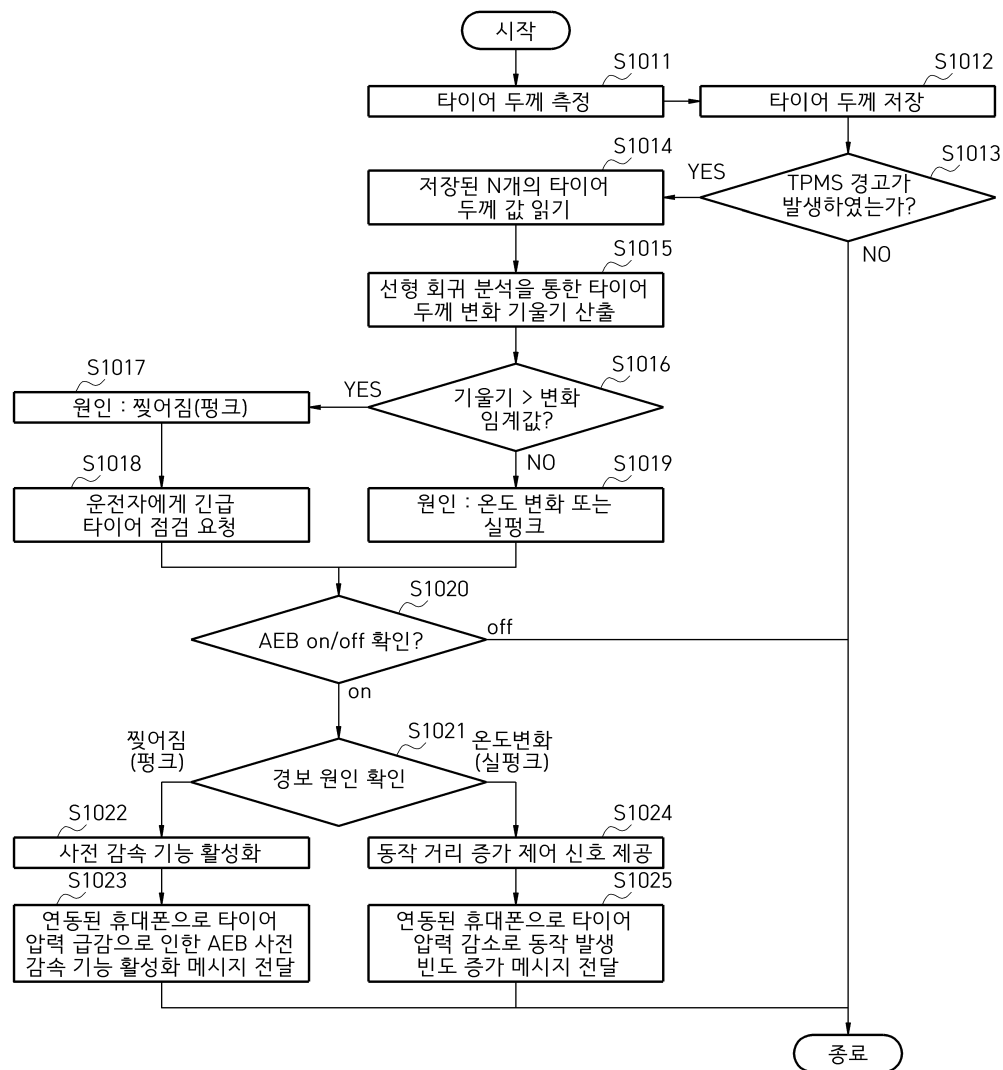 시작
S1011
타이어 두께 측정
S1012
타이어 두께 저장
S1013
TPMS 경고가
발생하였는가?
YES
NO
S1014
저장된 N개의 타이어
두께 값 읽기
S1015
선형 회귀 분석을 통한 타이어
두께 변화 기울기 산출
S1016
기울기 > 변화
임계값?
YES
NO
S1017
원인 : 찢어짐(펑크)
S1018
운전자에게 긴급
타이어 점검 요청
S1019
원인 : 온도 변화 또는
실펑크
S1020
AEB on/off 확인?
off
on
S1021
경보 원인 확인
찢어짐
(펑크)
온도변화
(실펑크)
S1022
사전 감속 기능 활성화
S1023
연동된 휴대폰으로 타이어
압력 급감으로 인한 AEB 사전
감속 기능 활성화 메시지 전달
S1024
동작 거리 증가 제어 신호 제공
S1025
연동된 휴대폰으로 타이어
압력 감소로 동작 발생
빈도 증가 메시지 전달
종료